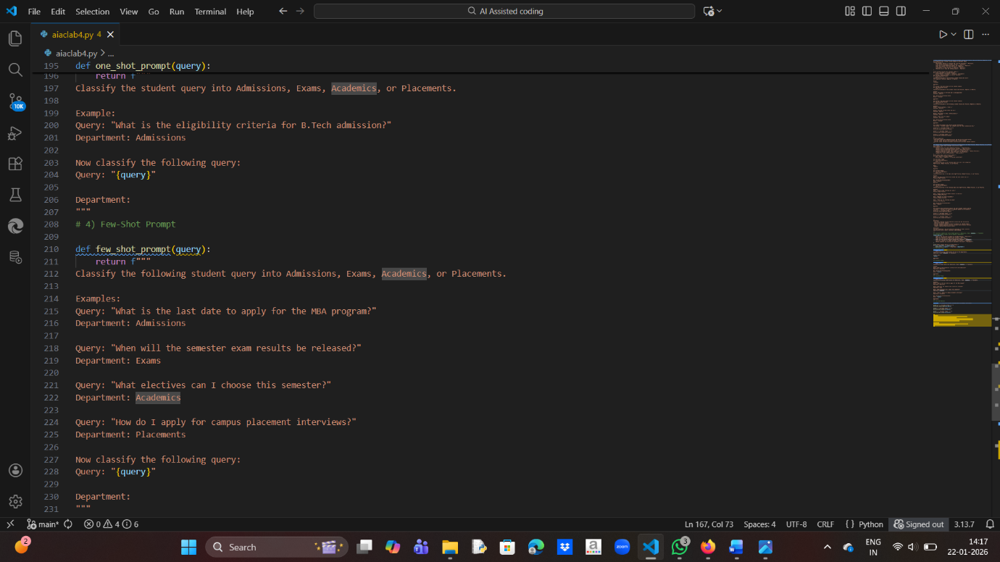 File Edit Selection View Go Run Terminal Help
AI Assisted coding
aiaclab4.py 4
aiaclab4.py > ...
195 def one_shot_prompt(query):
196 return f"""
197 Classify the student query into Admissions, Exams, Academics, or Placements.
198
199 Example:
200 Query: "What is the eligibility criteria for B.Tech admission?"
201 Department: Admissions
202
203 Now classify the following query:
204 Query: "{query}"
205
206 Department:
207 """
208 # 4) Few-Shot Prompt
209
210 def few_shot_prompt(query):
211 return f"""
212 Classify the following student query into Admissions, Exams, Academics, or Placements.
213
214 Examples:
215 Query: "What is the last date to apply for the MBA program?"
216 Department: Admissions
217
218 Query: "When will the semester exam results be released?"
219 Department: Exams
220
221 Query: "What electives can I choose this semester?"
222 Department: Academics
223
224 Query: "How do I apply for campus placement interviews?"
225 Department: Placements
226
227 Now classify the following query:
228 Query: "{query}"
229
230 Department:
231 """
10K
main* 0 4 6 Ln 167, Col 73 Spaces: 4 UTF-8 CRLF {} Python Signed out 3.13.7
2 Search zoom 3 ENG IN 14:17 22-01-2026